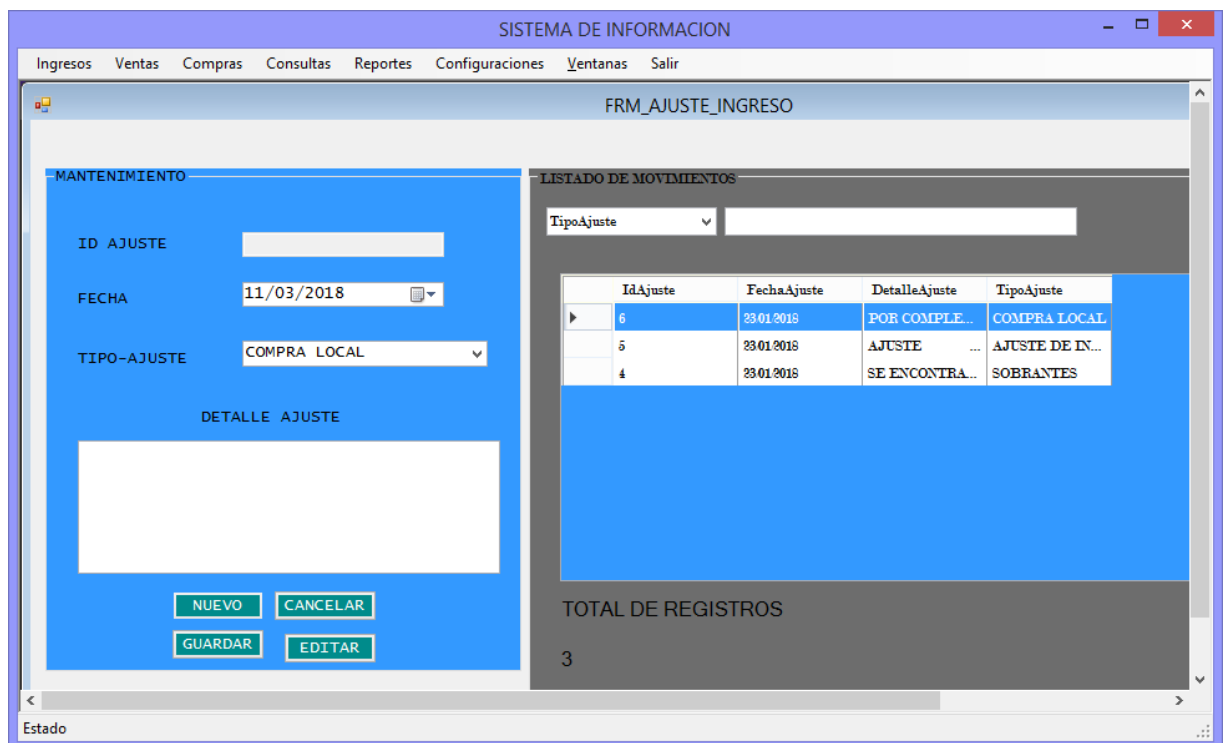 SISTEMA DE INFORMACION
Ingresos Ventas Compras Consultas Reportes Configuraciones Ventanas Salir
FRM_AJUSTE_INGRESO
MANTENIMIENTO
ID AJUSTE
FECHA 11/03/2018
TIPO-AJUSTE COMPRA LOCAL
DETALLE AJUSTE
NUEVO CANCELAR
GUARDAR EDITAR
LISTADO DE MOVIMIENTOS
TipoAjuste
IdAjuste FechaAjuste DetalleAjuste TipoAjuste
6 23/01/2018 POR COMPLE... COMPRA LOCAL
5 23/01/2018 AJUSTE ... AJUSTE DE IN...
4 23/01/2018 SE ENCONTRA... SOBRANTES
TOTAL DE REGISTROS
3
Estado